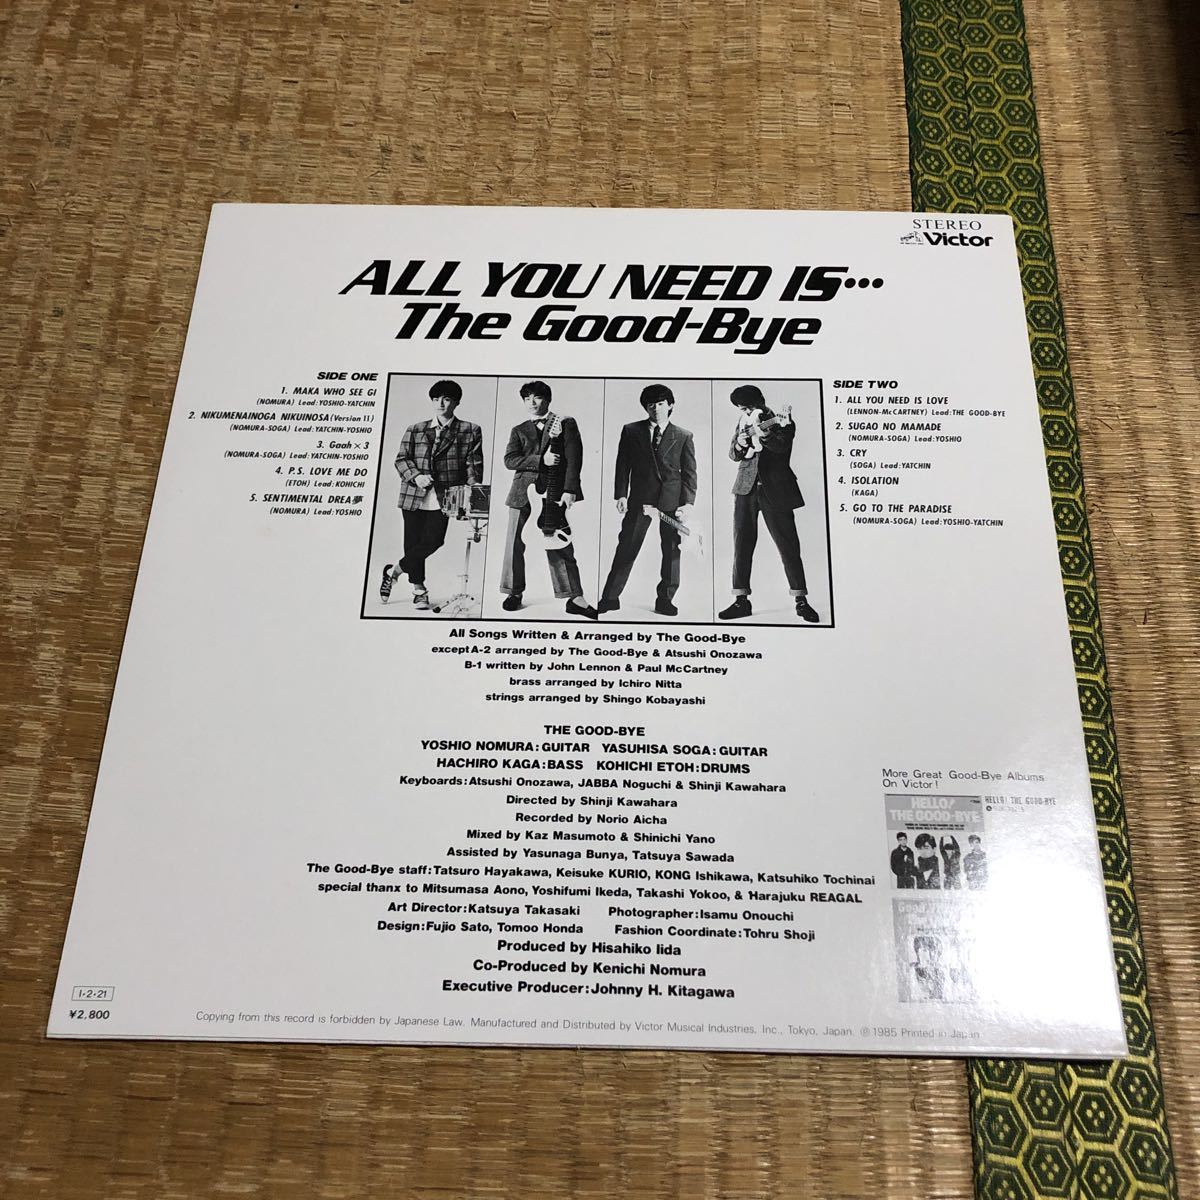 STEREO
Victor
ALL YOU NEED IS…
The Good-Bye
SIDE ONE
1. MAKA WHO SEE GI
(NOMURA) Lead:YOSHIO-YATCHIN
2. NIKUMENAINOGA NIKUINOSA (Version II)
(NOMURA-SOGA) Lead:YATCHIN-YOSHIO
3. Gaah×3
(NOMURA-SOGA) Lead:YATCHIN-YOSHIO
4. P.S. LOVE ME DO
(ETOH) Lead:KOHICHI
5. SENTIMENTAL DREA夢
(NOMURA) Lead:YOSHIO
SIDE TWO
1. ALL YOU NEED IS LOVE
(LENNON-McCARTNEY) Lead:THE GOOD-BYE
2. SUGAO NO MAMADE
(NOMURA-SOGA) Lead:YOSHIO
3. CRY
(SOGA) Lead:YATCHIN
4. ISOLATION
(KAGA)
5. GO TO THE PARADISE
(NOMURA-SOGA) Lead:YOSHIO-YATCHIN
All Songs Written & Arranged by The Good-Bye
except A-2 arranged by The Good-Bye & Atsushi Onozawa
B-1 written by John Lennon & Paul McCartney
brass arranged by Ichiro Nitta
strings arranged by Shingo Kobayashi
THE GOOD-BYE
YOSHIO NOMURA:GUITAR YASUHISA SOGA:GUITAR
HACHIRO KAGA:BASS KOHICHI ETOH:DRUMS
Keyboards:Atsushi Onozawa, JABBA Noguchi & Shinji Kawahara
Directed by Shinji Kawahara
Recorded by Norio Aicha
Mixed by Kaz Masumoto & Shinichi Yano
Assisted by Yasunaga Bunya, Tatsuya Sawada
The Good-Bye staff:Tatsuro Hayakawa, Keisuke KURIO, KONG Ishikawa, Katsuhiko Tochinai
special thanx to Mitsumasa Aono, Yoshifumi Ikeda, Takashi Yokoo, & Harajuku REAGAL
Art Director:Katsuya Takasaki Photographer:Isamu Onouchi
Design:Fujio Sato, Tomoo Honda Fashion Coordinate:Tohru Shoji
Produced by Hisahiko Iida
Co-Produced by Kenichi Nomura
Executive Producer:Johnny H. Kitagawa
More Great Good-Bye Albums
On Victor!
HELLO!
THE GOOD-BYE
HELLO! THE GOOD-BYE
Good
I·2·21
¥2,800
Copying from this record is forbidden by Japanese Law. Manufactured and Distributed by Victor Musical Industries, Inc., Tokyo, Japan. ℗1985 Printed in Japan.